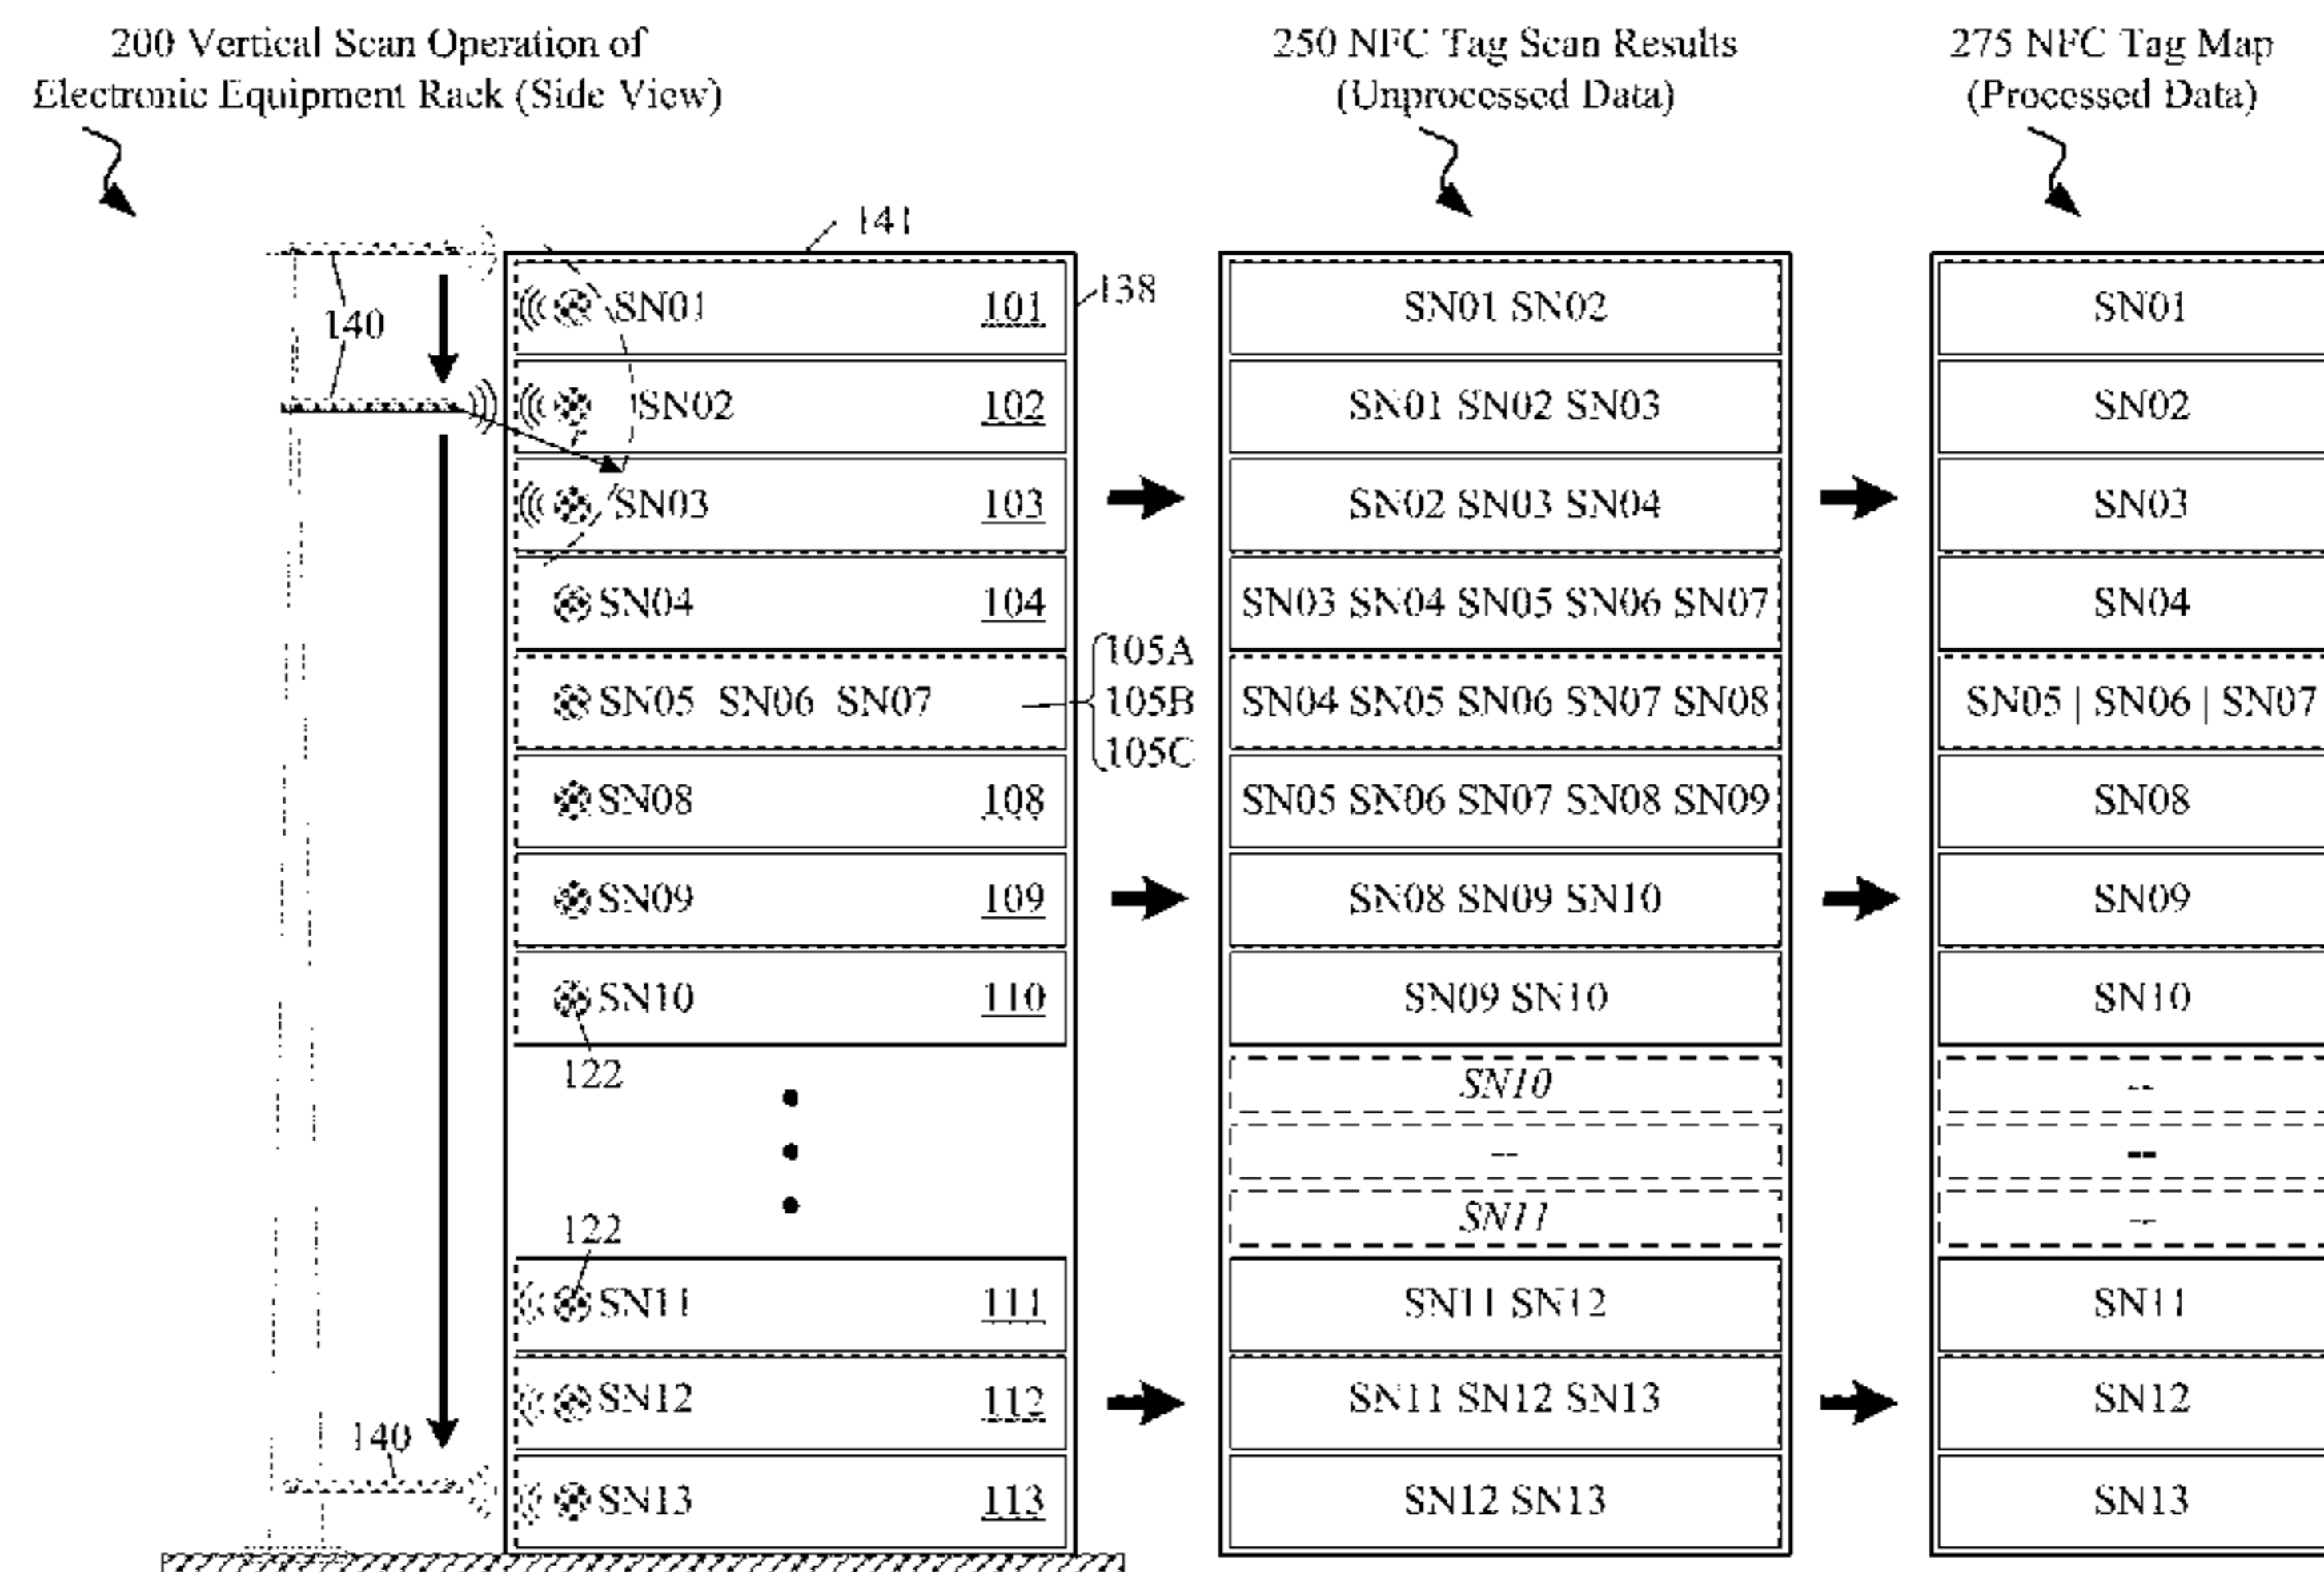 200 Vertical Scan Operation of
Electronic Equipment Rack (Side View)
250 NFC Tag Scan Results
(Unprocessed Data)
275 NFC Tag Map
(Processed Data)
141
138
140
SN01 101
SN01 SN02
SN01
SN02 102
SN01 SN02 SN03
SN02
r
SN03 103
SN02 SN03 SN04
SN03
SN04 104
SN03 SN04 SN05 SN06 SN07
SN04
SN05 SN06 SN07
105A
105B
105C
SN04 SN05 SN06 SN07 SN08
SN05 | SN06 | SN07
SN08 108
SN05 SN06 SN07 SN08 SN09
SN08
SN09 109
SN08 SN09 SN10
SN09
SN10 110
SN09 SN10
SN10
122
SN10
--
--
--
122
SN11
--
SN11 111
SN11 SN12
SN11
SN12 112
SN11 SN12 SN13
SN12
140
SN13 113
SN12 SN13
SN13